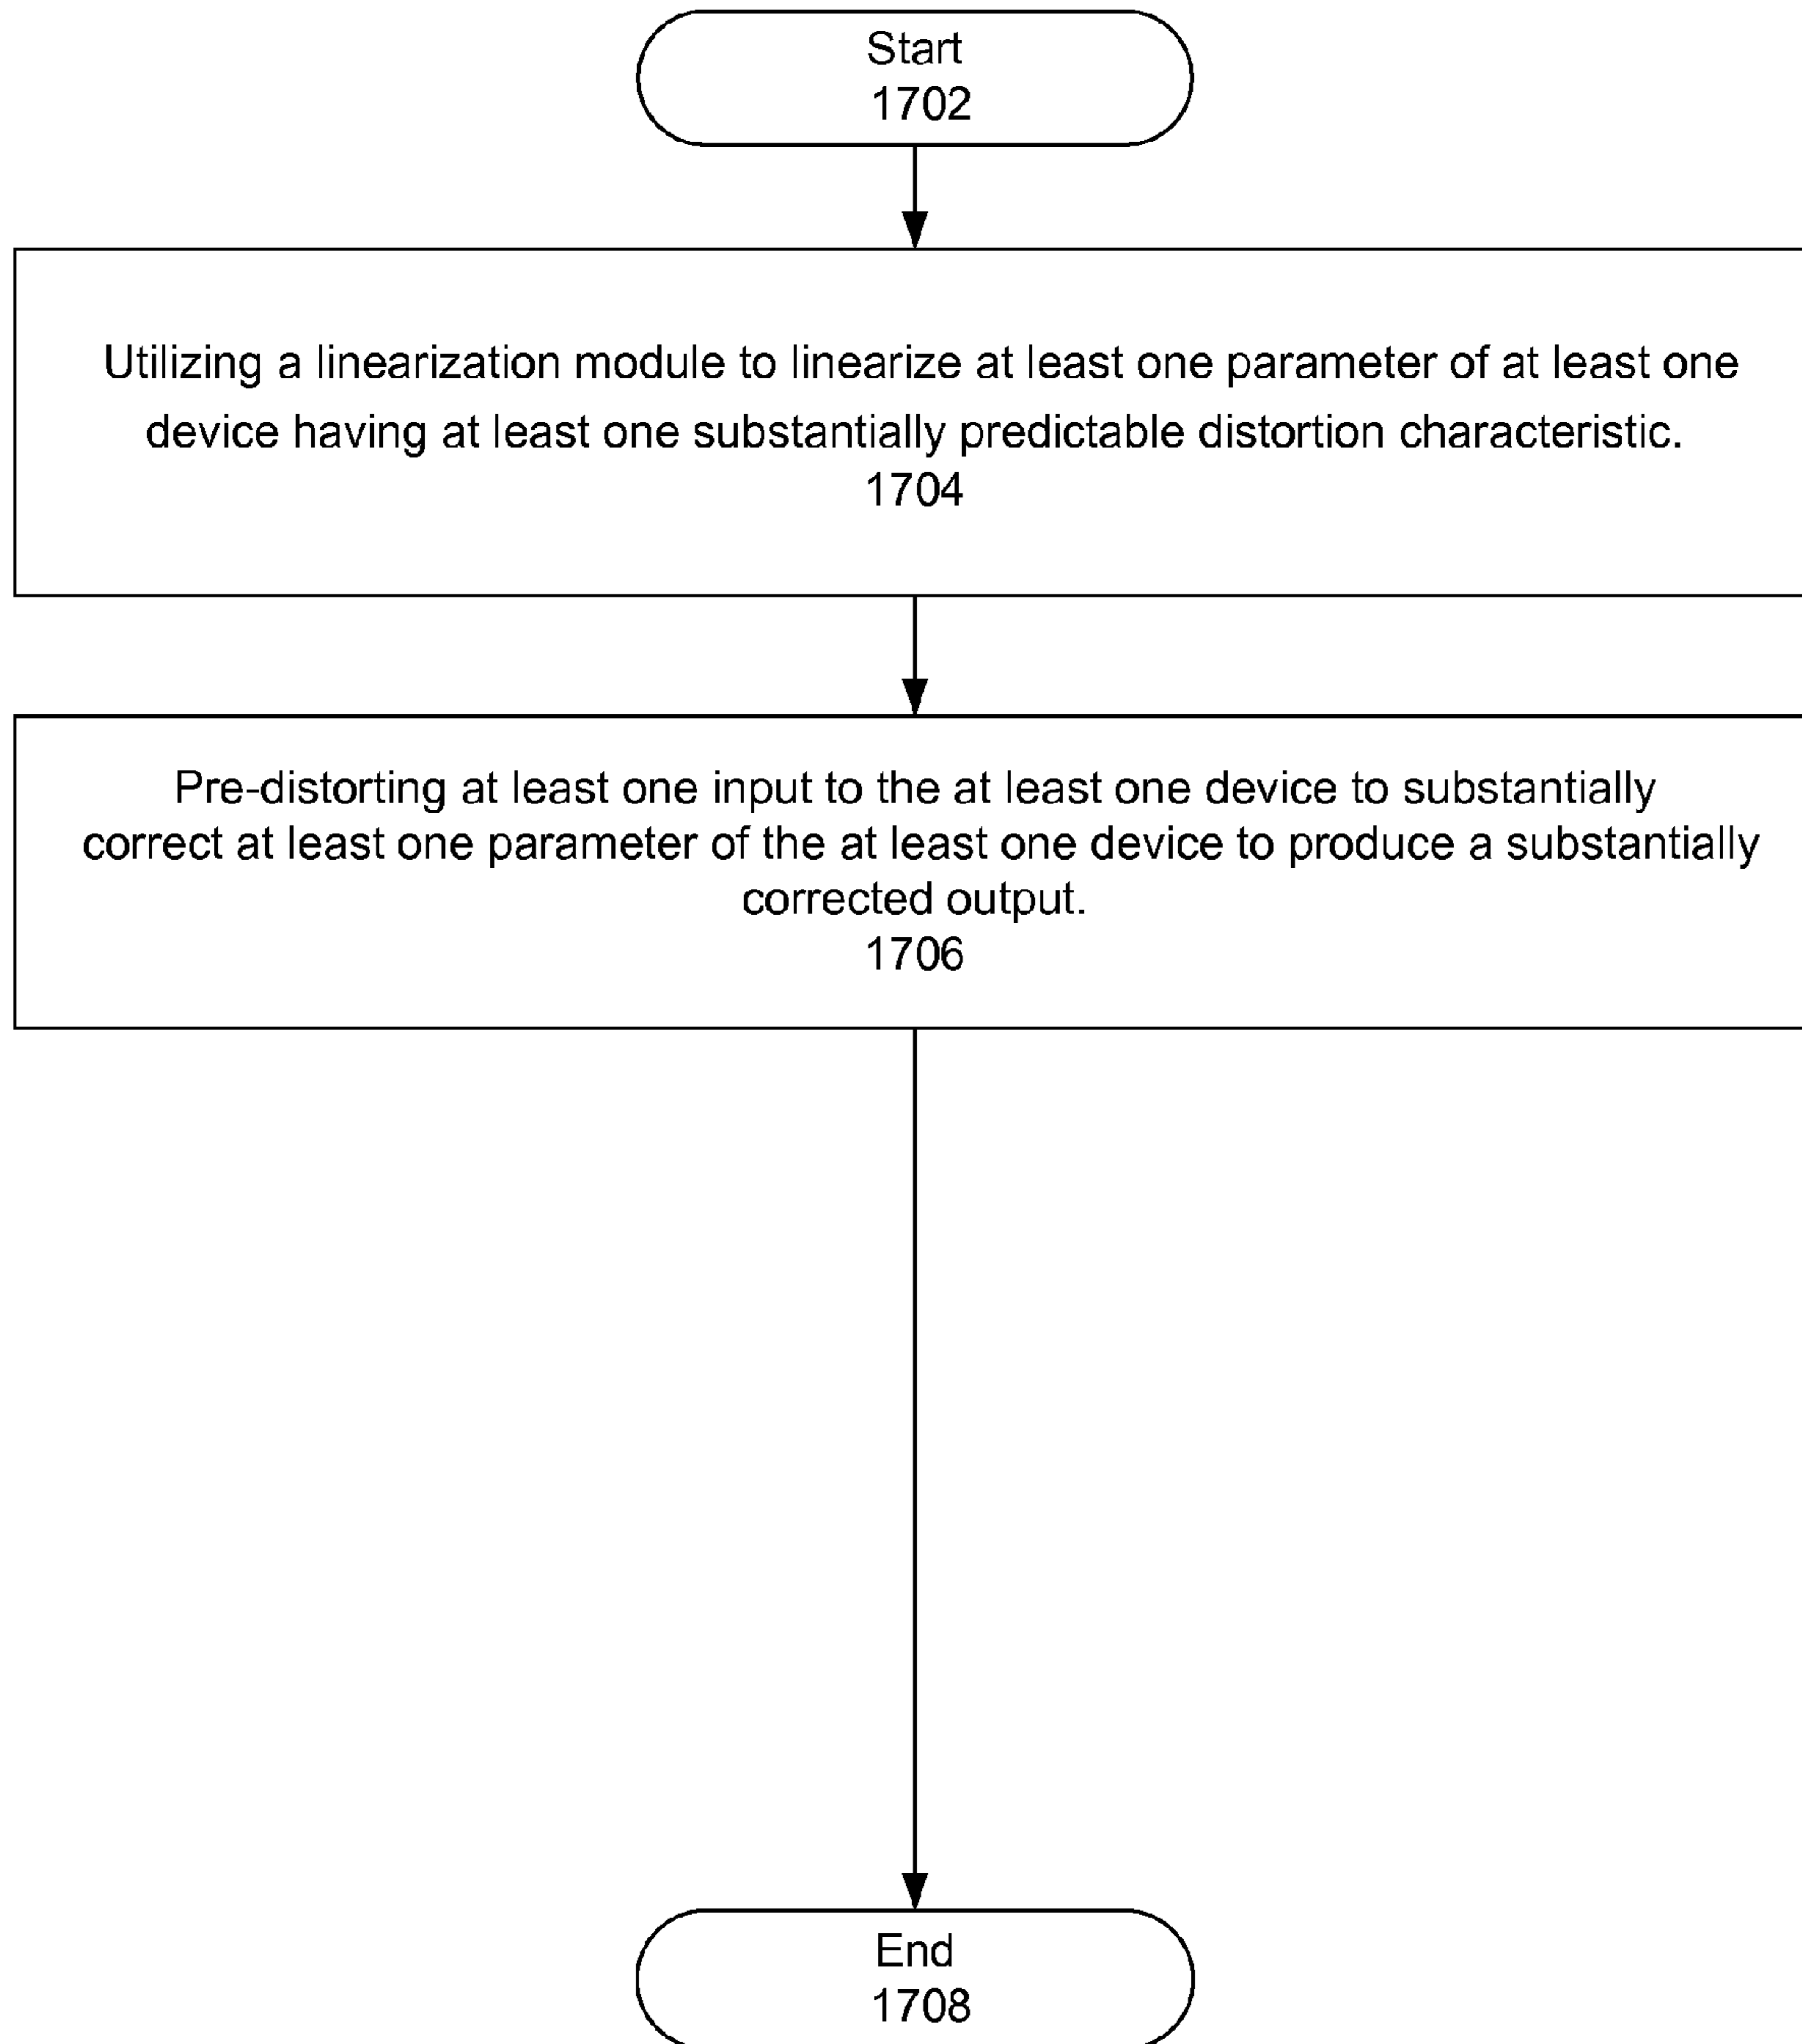 Start
1702
Utilizing a linearization module to linearize at least one parameter of at least one
device having at least one substantially predictable distortion characteristic.
1704
Pre-distorting at least one input to the at least one device to substantially
correct at least one parameter of the at least one device to produce a substantially
corrected output.
1706
End
1708